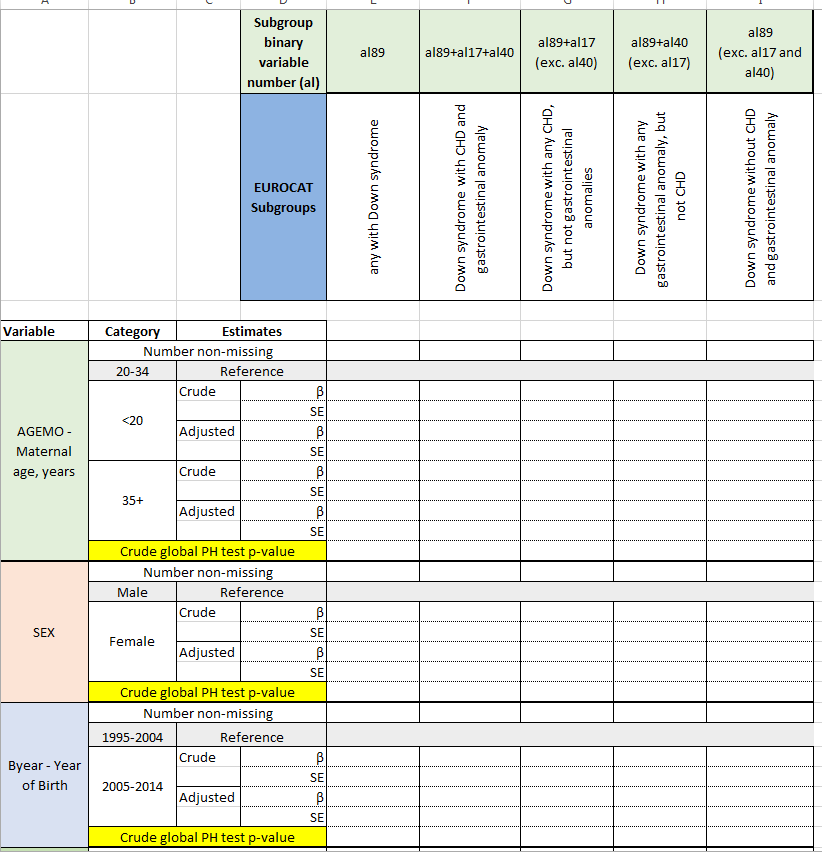 A B C D E F G H I
Subgroup
binary
variable
number (al)
al89
al89+al17+al40
al89+al17
(exc. al40)
al89+al40
(exc. al17)
al89
(exc. al17 and
al40)
EUROCAT
Subgroups
any with Down syndrome
Down syndrome with CHD and
gastrointestinal anomaly
Down syndrome with any CHD,
but not gastrointestinal
anomalies
Down syndrome with any
gastrointestinal anomaly, but
not CHD
Down syndrome without CHD
and gastrointestinal anomaly
Variable Category Estimates
AGEMO -
Maternal
age, years
Number non-missing
20-34 Reference
<20
Crude β
SE
Adjusted β
SE
35+
Crude β
SE
Adjusted β
SE
Crude global PH test p-value
SEX
Number non-missing
Male Reference
Female
Crude β
SE
Adjusted β
SE
Crude global PH test p-value
Byear - Year
of Birth
Number non-missing
1995-2004 Reference
2005-2014
Crude β
SE
Adjusted β
SE
Crude global PH test p-value